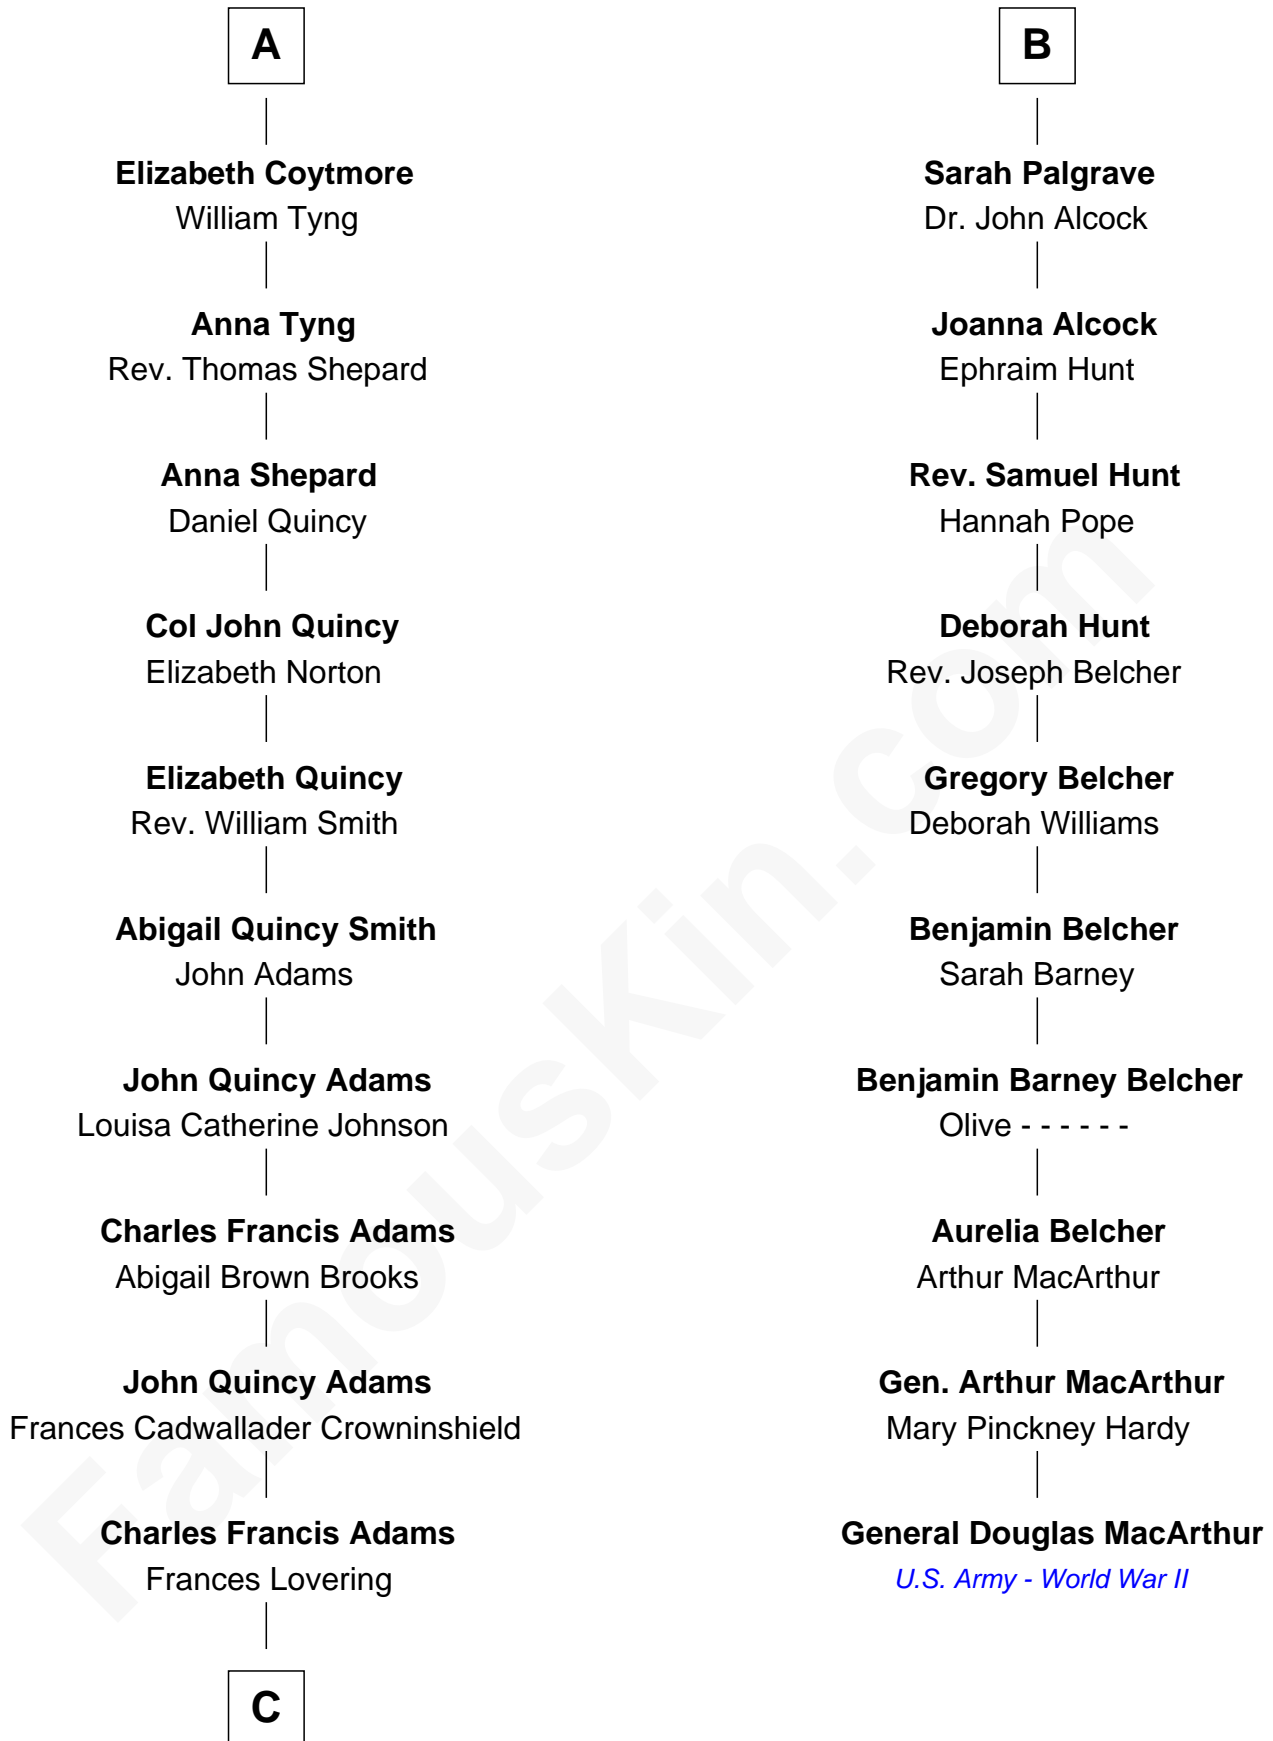 A
Elizabeth Coytmore
William Tyng
Anna Tyng
Rev. Thomas Shepard
Anna Shepard
Daniel Quincy
Col John Quincy
Elizabeth Norton
Elizabeth Quincy
Rev. William Smith
Abigail Quincy Smith
John Adams
John Quincy Adams
Louisa Catherine Johnson
Charles Francis Adams
Abigail Brown Brooks
John Quincy Adams
Frances Cadwallader Crowninshield
Charles Francis Adams
Frances Lovering
C
B
Sarah Palgrave
Dr. John Alcock
Joanna Alcock
Ephraim Hunt
Rev. Samuel Hunt
Hannah Pope
Deborah Hunt
Rev. Joseph Belcher
Gregory Belcher
Deborah Williams
Benjamin Belcher
Sarah Barney
Benjamin Barney Belcher
Olive - - - - - -
Aurelia Belcher
Arthur MacArthur
Gen. Arthur MacArthur
Mary Pinckney Hardy
General Douglas MacArthur
U.S. Army - World War II
FamousKin.com